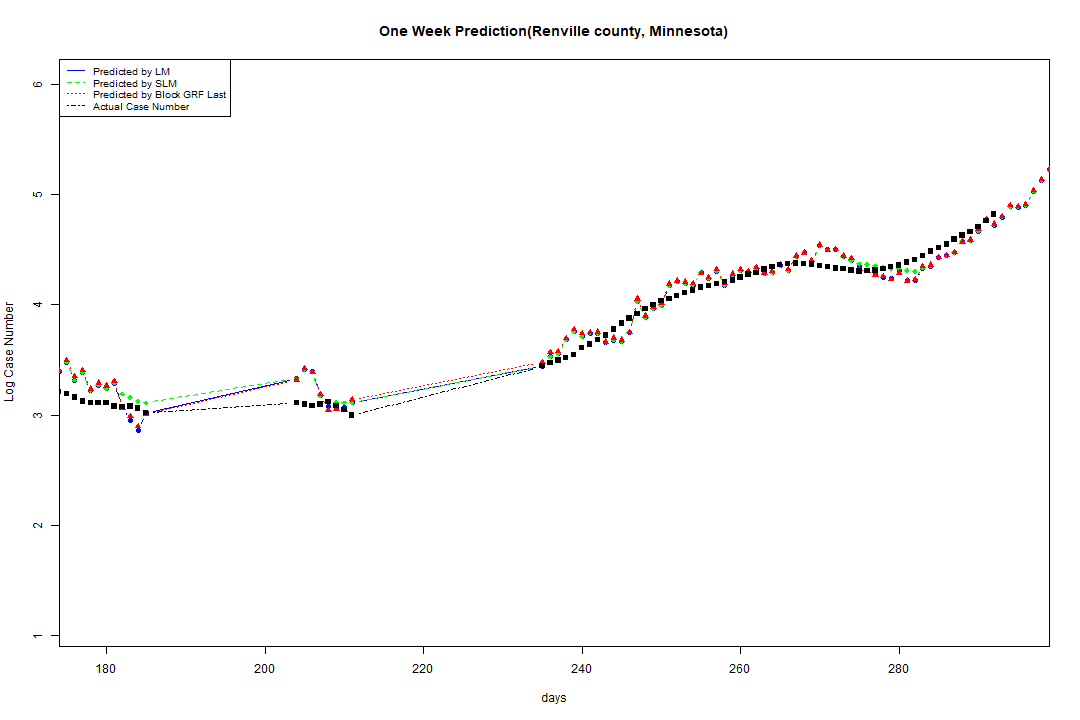 One Week Prediction(Renville county, Minnesota)
Predicted by LM
Predicted by SLM
Predicted by Block GRF Last
Actual Case Number
6
5
4
3
2
1
Log Case Number
180 200 220 240 260 280
days